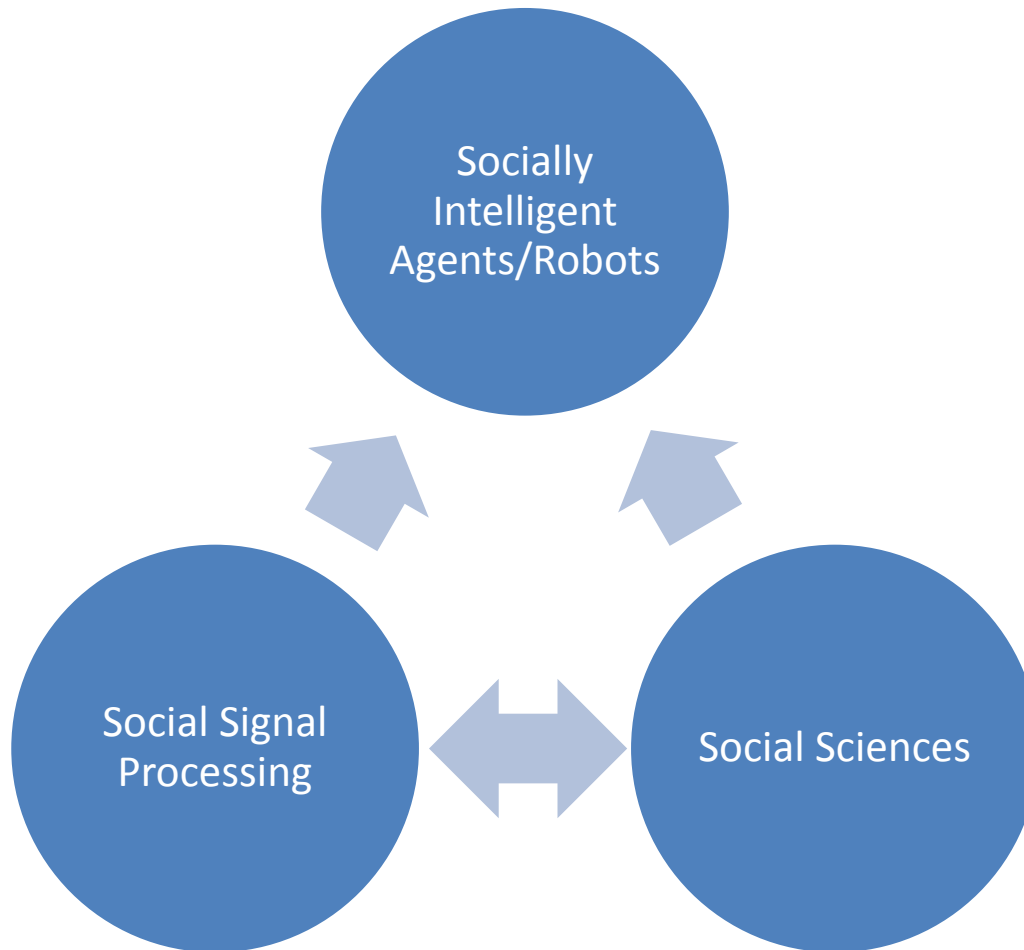 Socially
Intelligent
Agents/Robots
Social Signal
Processing
Social Sciences